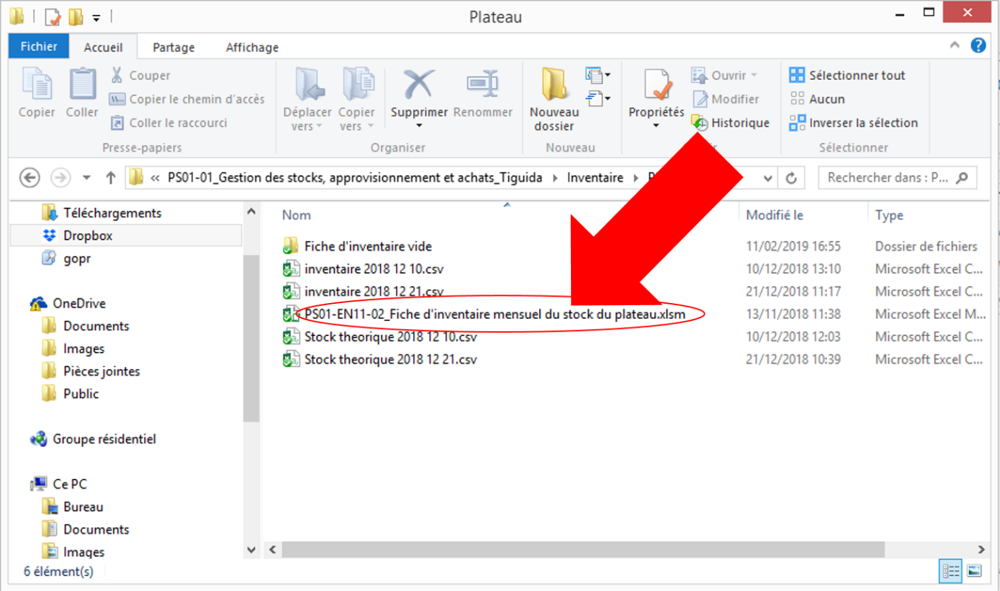 Plateau
Fichier Accueil Partage Affichage
Copier
Coller
Couper
Copier le chemin d'accès
Coller le raccourci
Presse-papiers
Déplacer vers
Copier vers
Supprimer
Renommer
Organiser
Nouveau dossier
Nouveau
Propriétés
Ouvrir
Modifier
Historique
Sélectionner tout
Aucun
Inverser la sélection
Sélectionner
« PS01-01_Gestion des stocks, approvisionnement et achats_Tiguida Inventaire
Rechercher dans : P...
Téléchargements
Dropbox
gopr
OneDrive
Documents
Images
Pièces jointes
Public
Groupe résidentiel
Ce PC
Bureau
Documents
Images
Nom Modifié le Type
Fiche d'inventaire vide 11/02/2019 16:55 Dossier de fichiers
inventaire 2018 12 10.csv 10/12/2018 13:10 Microsoft Excel C...
inventaire 2018 12 21.csv 21/12/2018 11:17 Microsoft Excel C...
PS01-EN11-02_Fiche d'inventaire mensuel du stock du plateau.xlsm 13/11/2018 11:38 Microsoft Excel M...
Stock theorique 2018 12 10.csv 10/12/2018 12:03 Microsoft Excel C...
Stock theorique 2018 12 21.csv 21/12/2018 10:39 Microsoft Excel C...
6 élément(s)